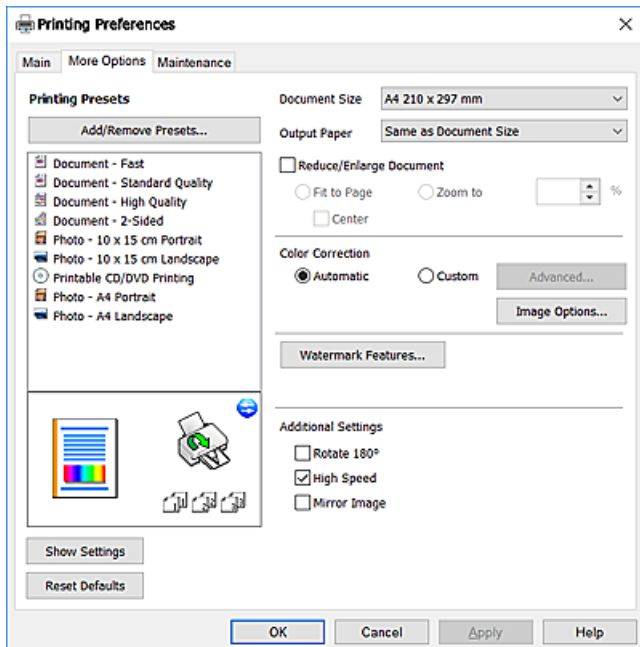 Printing Preferences
Main
More Options
Maintenance
Printing Presets
Add/Remove Presets...
Document - Fast
Document - Standard Quality
Document - High Quality
Document - 2-Sided
Photo - 10 x 15 cm Portrait
Photo - 10 x 15 cm Landscape
Printable CD/DVD Printing
Photo - A4 Portrait
Photo - A4 Landscape
Show Settings
Reset Defaults
Document Size
A4 210 x 297 mm
Output Paper
Same as Document Size
Reduce/Enlarge Document
Fit to Page
Zoom to
%
Center
Color Correction
Automatic
Custom
Advanced...
Image Options...
Watermark Features...
Additional Settings
Rotate 180°
High Speed
Mirror Image
OK
Cancel
Apply
Help